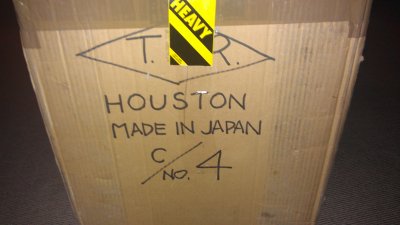 HEAVY
T. R.
HOUSTON
MADE IN JAPAN
C/NO. 4